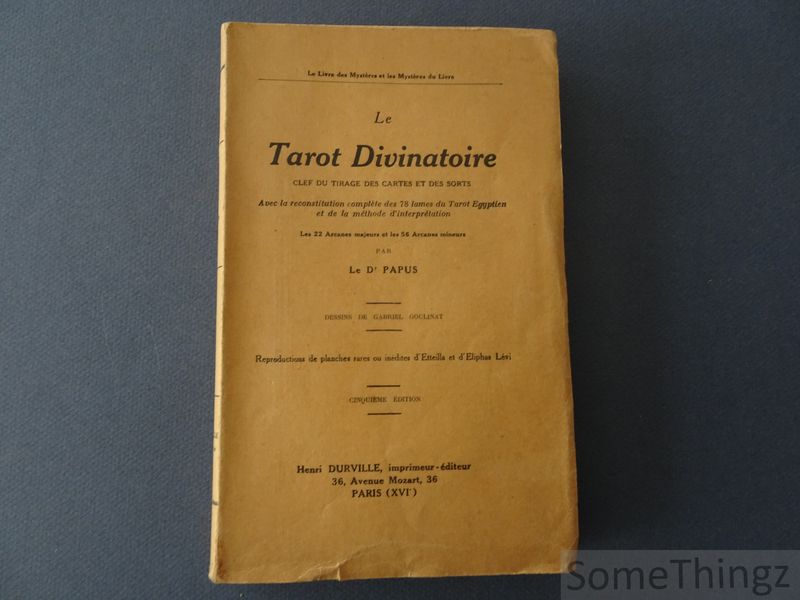 Le Livre des Mystères et les Mystères du Livre
Le
Tarot Divinatoire
CLEF DU TIRAGE DES CARTES ET DES SORTS
Avec la reconstitution complète des 78 lames du Tarot Egyptien
et de la méthode d'interprétation
Les 22 Arcanes majeurs et les 56 Arcanes mineurs
PAR
Le Dr PAPUS
DESSINS DE GABRIEL GOULINAT
Reproductions de planches rares ou inédites d'Etteilla et d'Eliphas Lévi
CINQUIÈME ÉDITION
Henri DURVILLE, imprimeur-éditeur
36, Avenue Mozart, 36
PARIS (XVIe)
SomeThingz